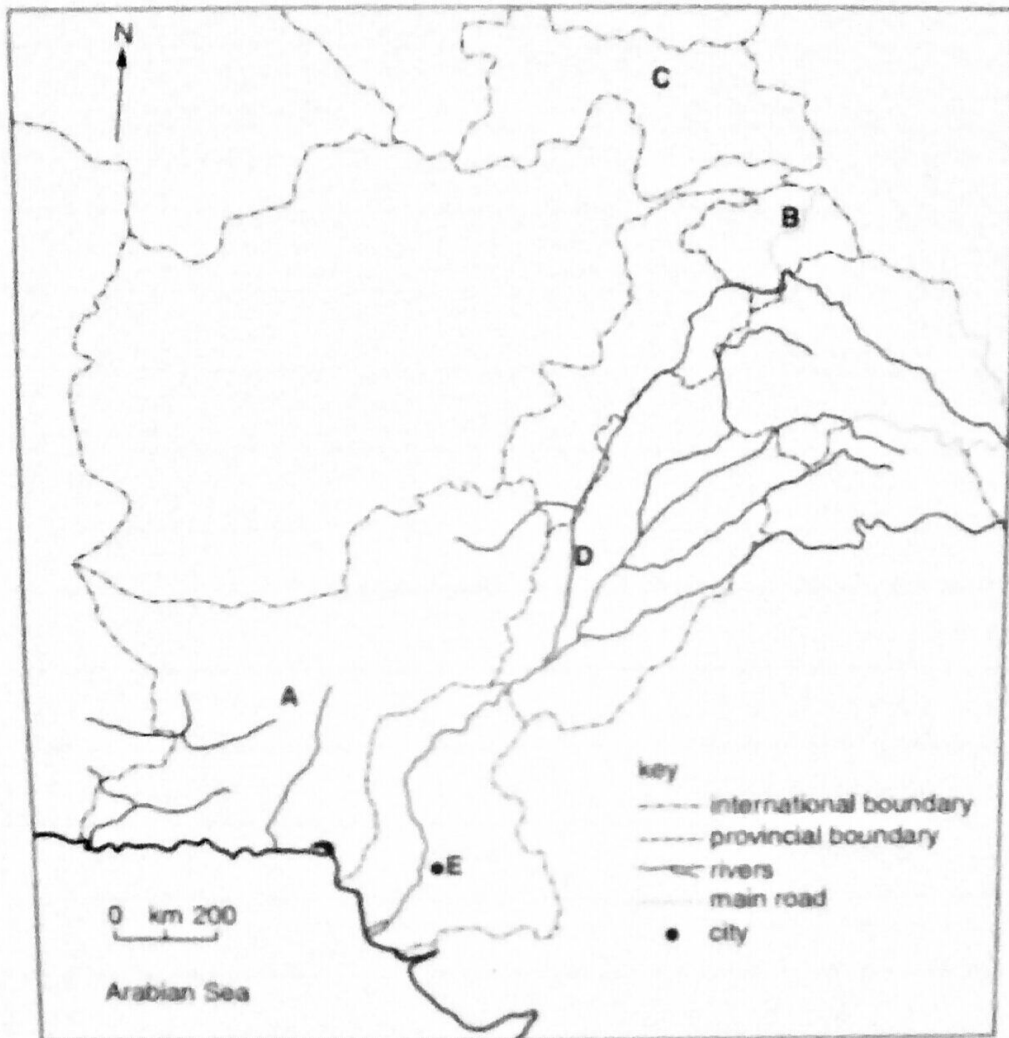 N
C
B
D
A
key
international boundary
provincial boundary
rivers
main road
E
city
0 km 200
Arabian Sea